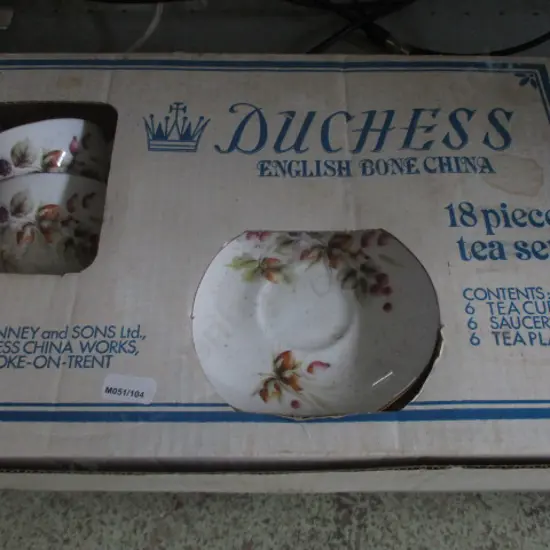 DUCHESS
ENGLISH BONE CHINA
18 piece
tea se
CONTENTS:-
6 TEA CU
6 SAUCERS
6 TEA PLA
NNEY and SONS Ltd.,
ESS CHINA WORKS,
OKE-ON-TRENT
M051/104